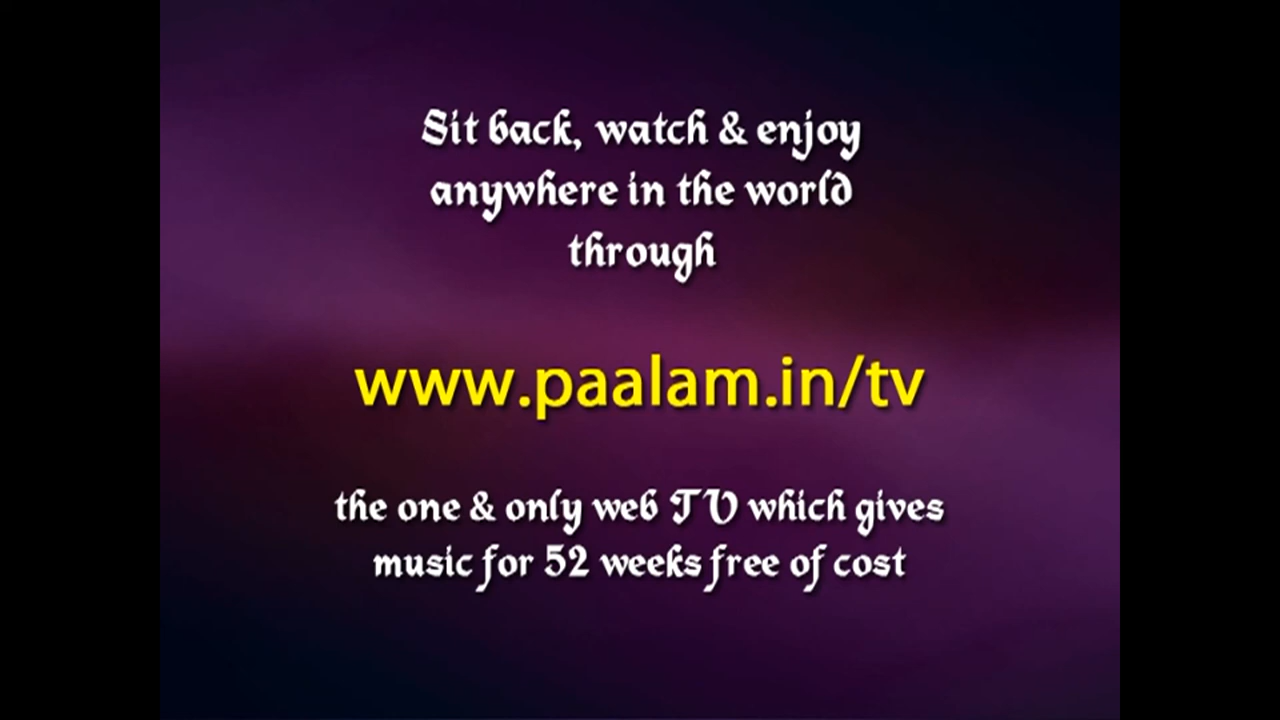 Sit back, watch & enjoy
anywhere in the world
through
www.paalam.in/tv
the one & only web TV which gives
music for 52 weeks free of cost